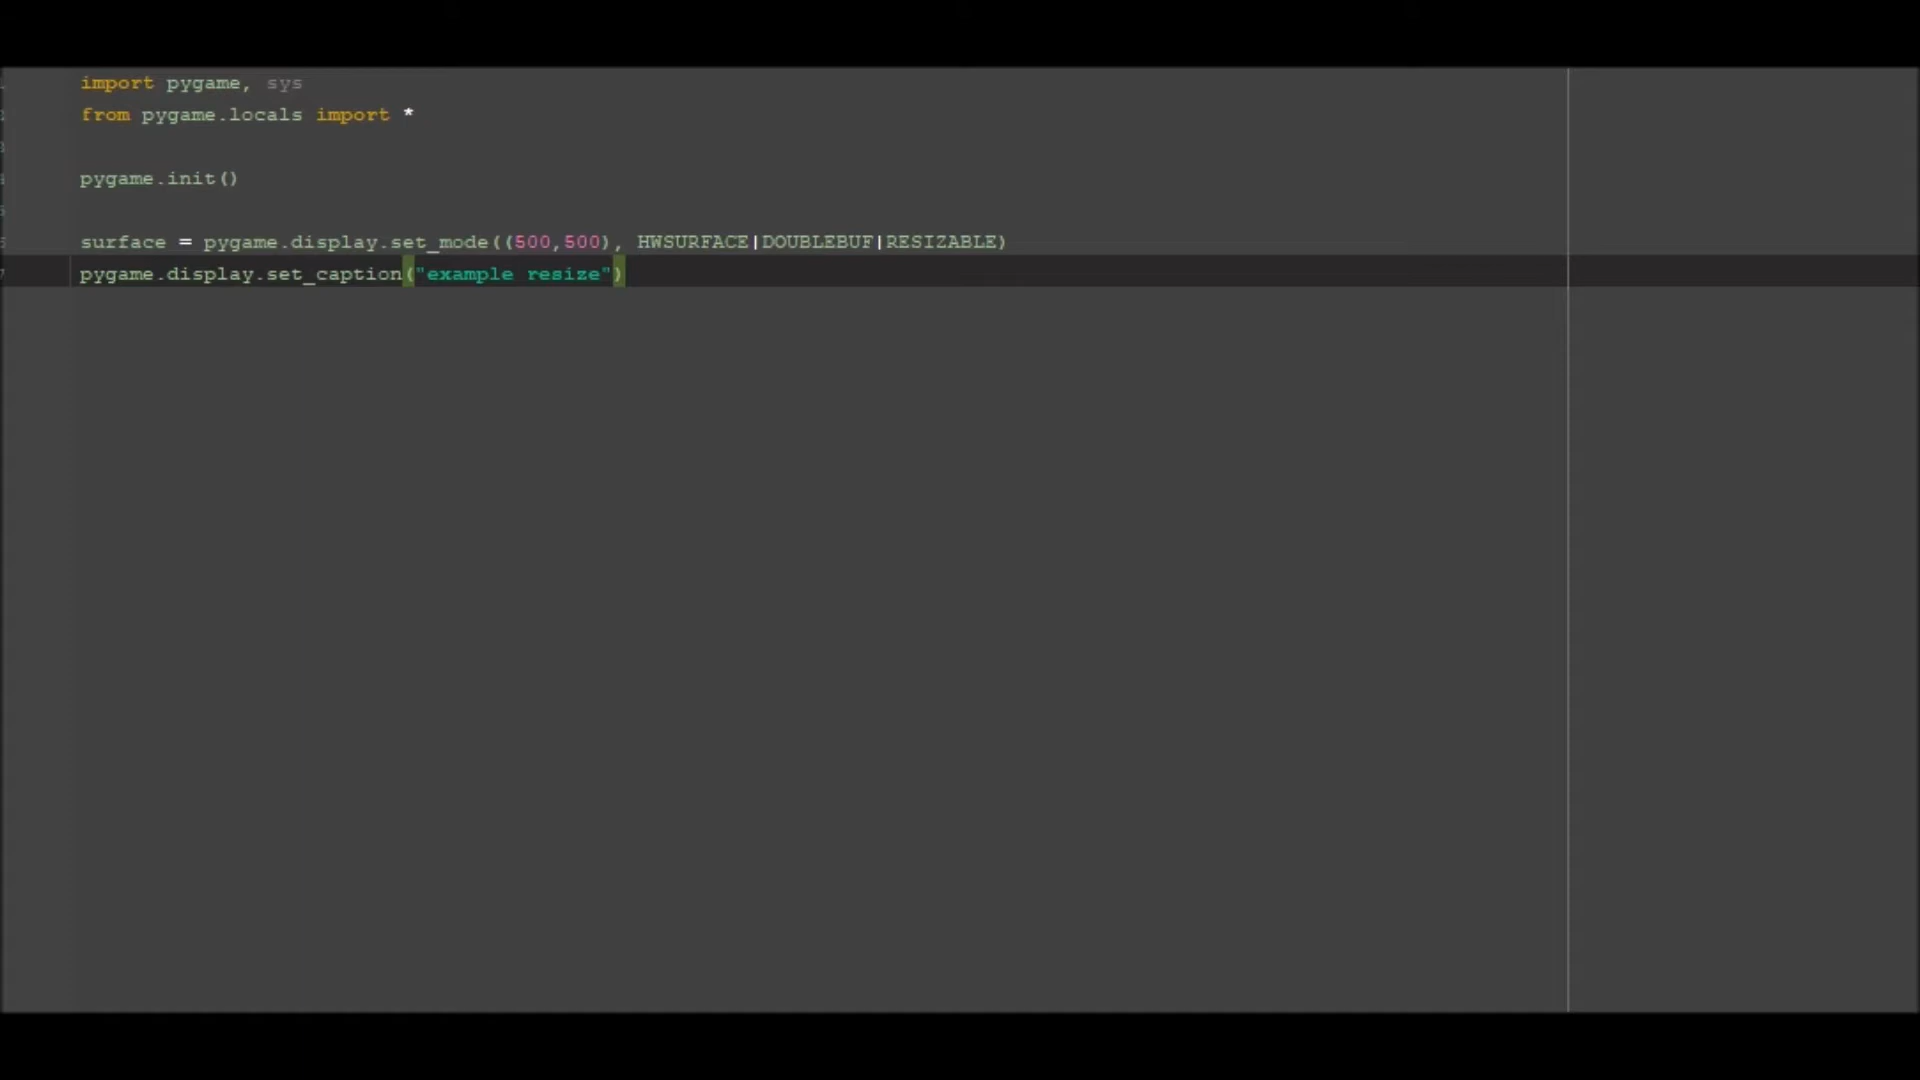 import pygame, sys
from pygame.locals import *
pygame.init()
surface = pygame.display.set_mode((500,500), HWSURFACE|DOUBLEBUF|RESIZABLE)
pygame.display.set_caption("example resize")